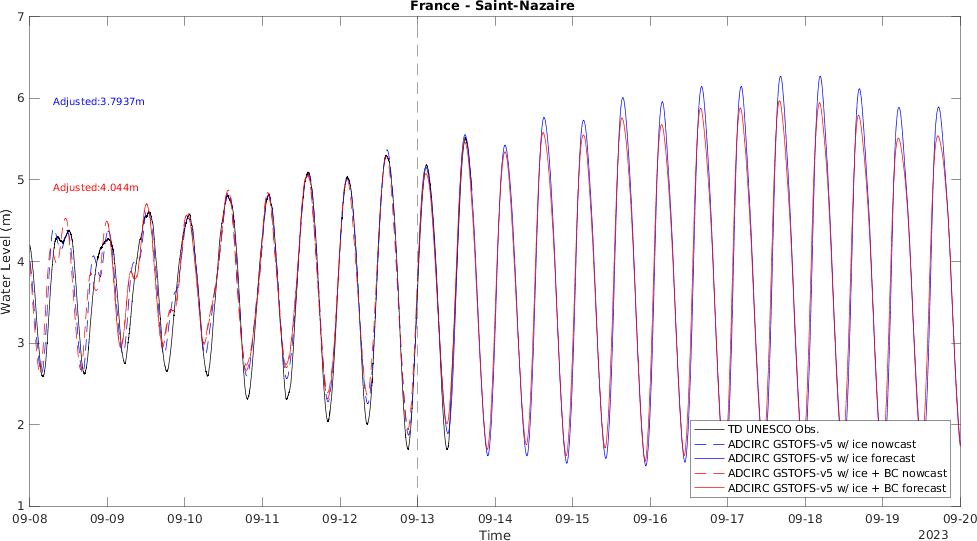 France - Saint-Nazaire
7
6
5
4
3
2
1
Water Level (m)
Adjusted:3.7937m
Adjusted:4.044m
TD UNESCO Obs.
ADCIRC GSTOFS-v5 w/ ice nowcast
ADCIRC GSTOFS-v5 w/ ice forecast
ADCIRC GSTOFS-v5 w/ ice + BC nowcast
ADCIRC GSTOFS-v5 w/ ice + BC forecast
09-08 09-09 09-10 09-11 09-12 09-13 09-14 09-15 09-16 09-17 09-18 09-19 09-20
Time
2023